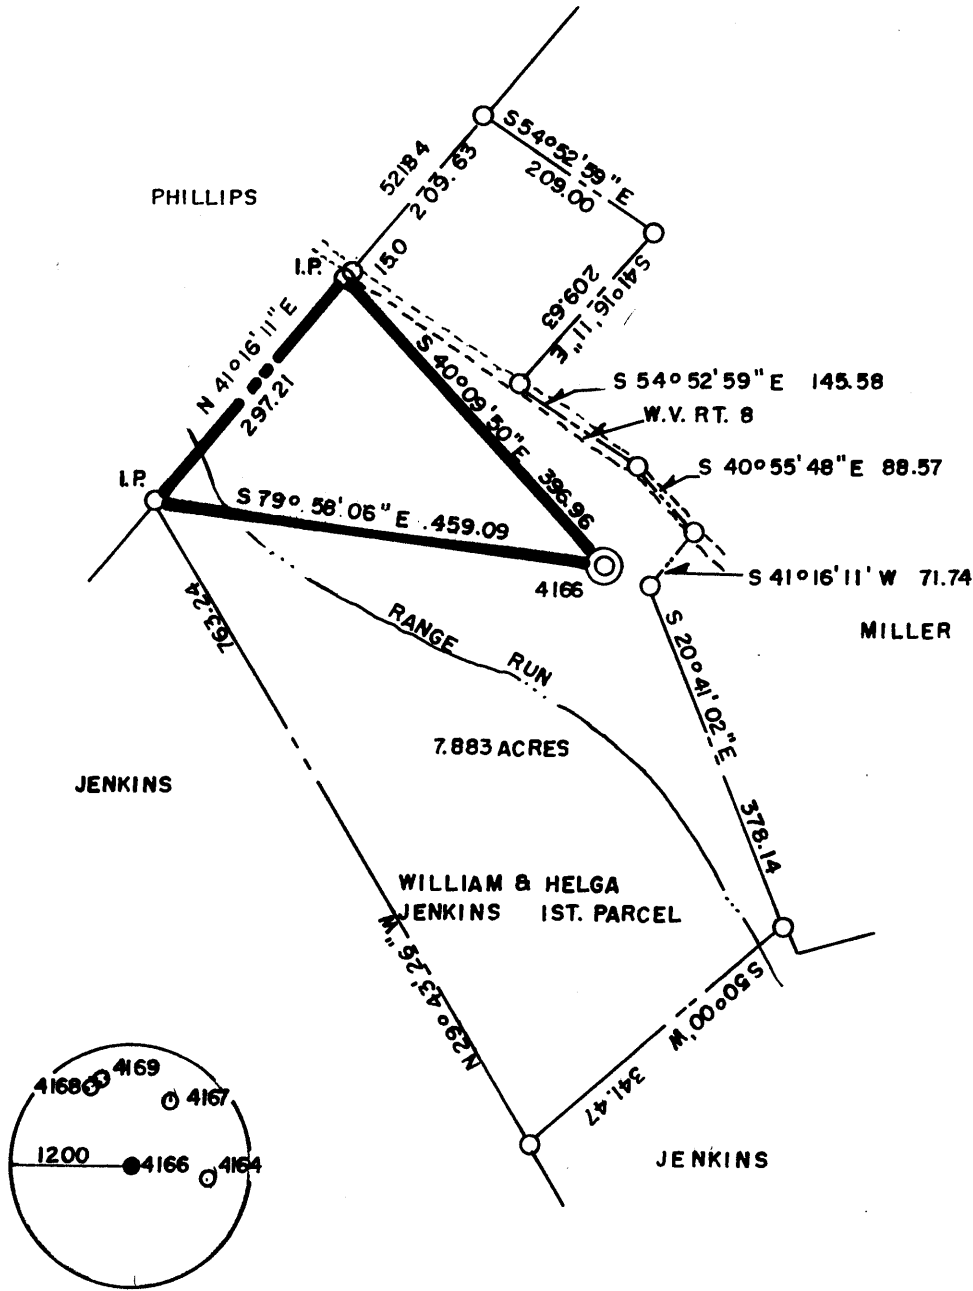 S 54° 52' 59" E
209.00
521.84
209.63
PHILLIPS
15.0
I.P.
S 41° 16' 11" E
209.63
N 41° 16' 11" E
297.21
S 40° 09' 50" E 396.96
S 54° 52' 59" E 145.58
W.V. RT. 8
S 40° 55' 48" E 88.57
I.P.
S 79° 58' 06" E 459.09
4166
S 41° 16' 11' W 71.74
763.24
RANGE RUN
MILLER
S 20° 41' 02" E
378.14
7.883 ACRES
JENKINS
WILLIAM & HELGA
JENKINS 1ST. PARCEL
N 29° 43' 26" W
S 50° 00' W
341.47
4169
4168
4167
1200
4166
4164
JENKINS